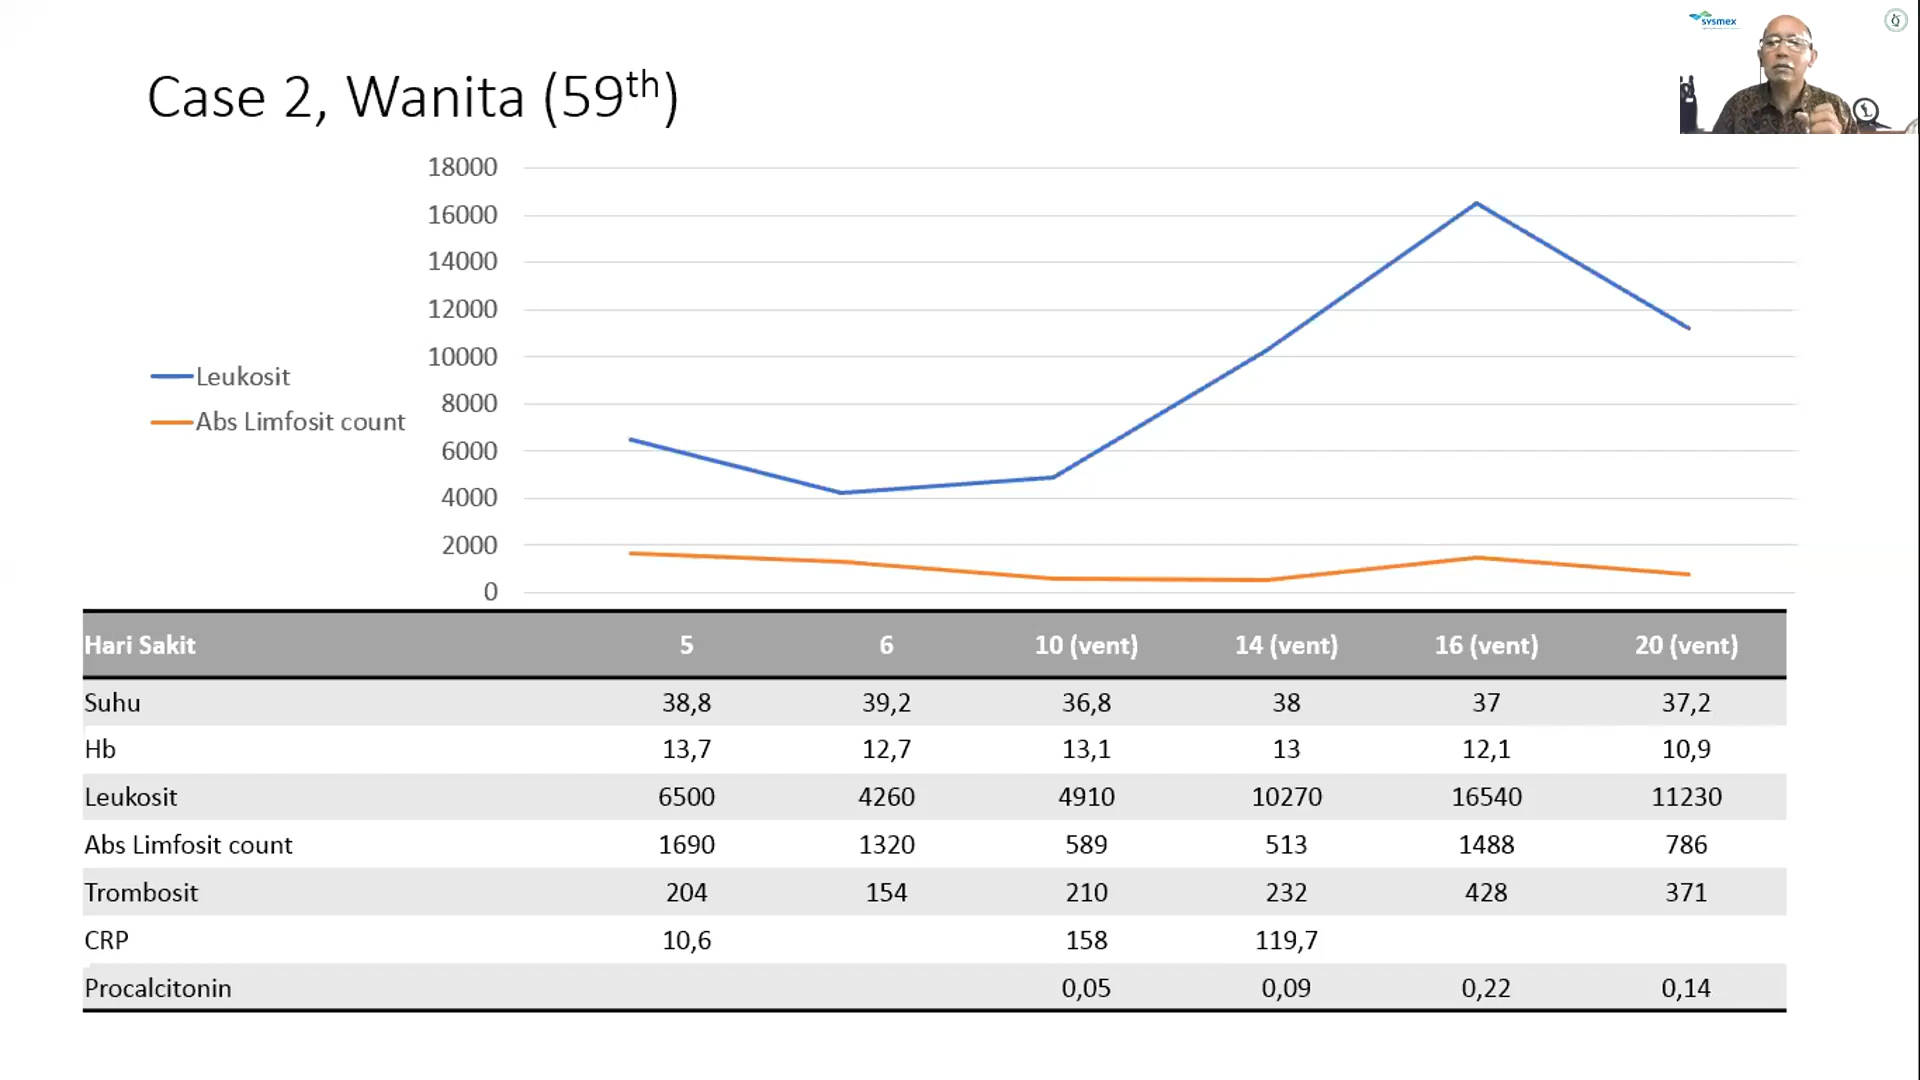 sysmex
Case 2, Wanita (59th)
18000
16000
14000
12000
10000
8000
6000
4000
2000
0
Leukosit
Abs Limfosit count
Hari Sakit 5 6 10 (vent) 14 (vent) 16 (vent) 20 (vent)
Suhu 38,8 39,2 36,8 38 37 37,2
Hb 13,7 12,7 13,1 13 12,1 10,9
Leukosit 6500 4260 4910 10270 16540 11230
Abs Limfosit count 1690 1320 589 513 1488 786
Trombosit 204 154 210 232 428 371
CRP 10,6 158 119,7
Procalcitonin 0,05 0,09 0,22 0,14